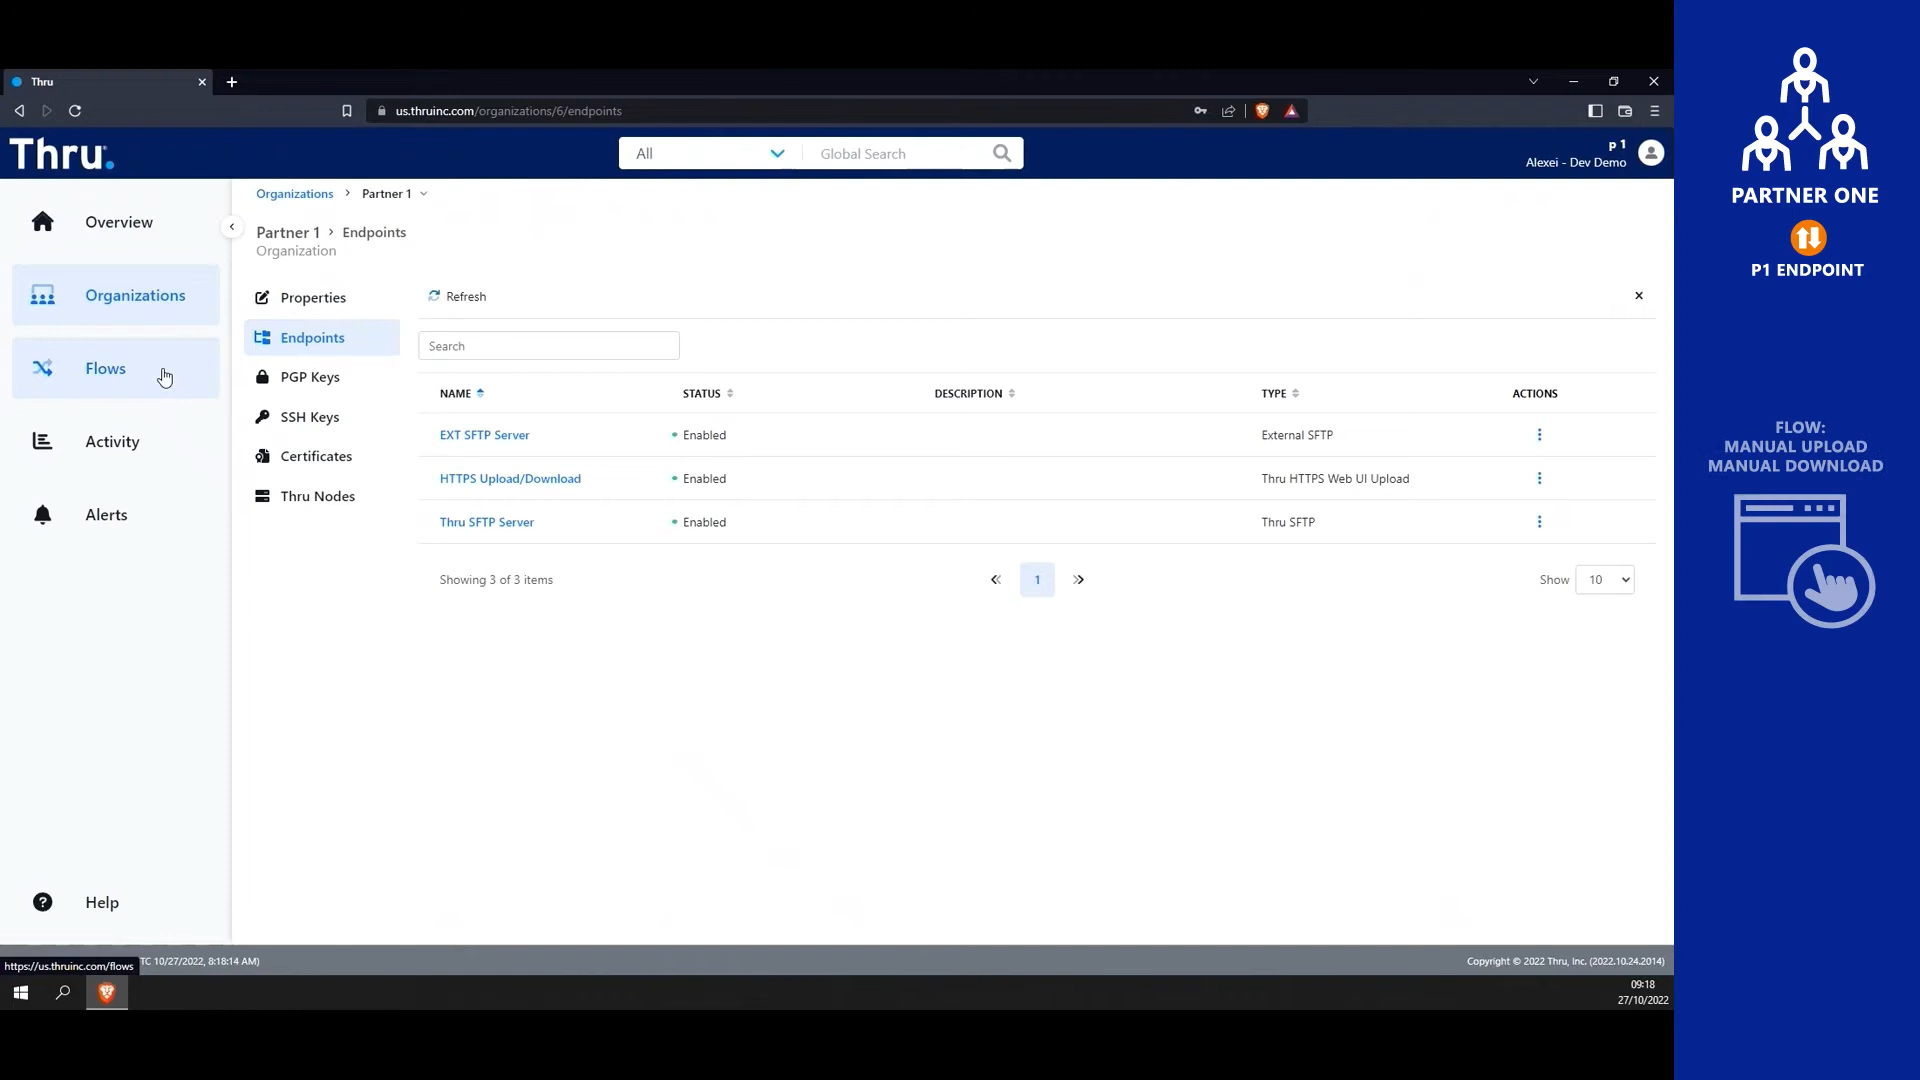 Thru
us.thruinc.com/organizations/6/endpoints
Thru.
All
Global Search
p 1
Alexei - Dev Demo
Overview
Organizations
Flows
Activity
Alerts
Help
Organizations > Partner 1
Partner 1 > Endpoints
Organization
Properties
Endpoints
PGP Keys
SSH Keys
Certificates
Thru Nodes
Refresh
Search
NAME STATUS DESCRIPTION TYPE ACTIONS
EXT SFTP Server Enabled External SFTP
HTTPS Upload/Download Enabled Thru HTTPS Web UI Upload
Thru SFTP Server Enabled Thru SFTP
Showing 3 of 3 items
1
Show 10
https://us.thruinc.com/flows
TC 10/27/2022, 8:18:14 AM)
Copyright © 2022 Thru, Inc. (2022.10.24.2014)
09:18
27/10/2022
PARTNER ONE
P1 ENDPOINT
FLOW:
MANUAL UPLOAD
MANUAL DOWNLOAD